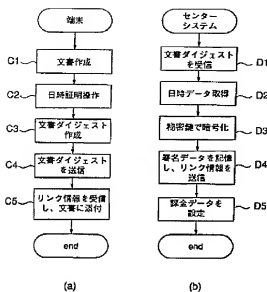 端末
C1
文書作成
C2
日時証明操作
C3
文書ダイジェスト
作成
C4
文書ダイジェスト
を送信
C5
リンク情報を受信
し、文書に添付
end
(a)
センター
システム
文書ダイジェスト
を受信
D1
日時データ取得
D2
秘密鍵で暗号化
D3
署名データを記憶
し、リンク情報を
送信
D4
課金データを
設定
D5
end
(b)